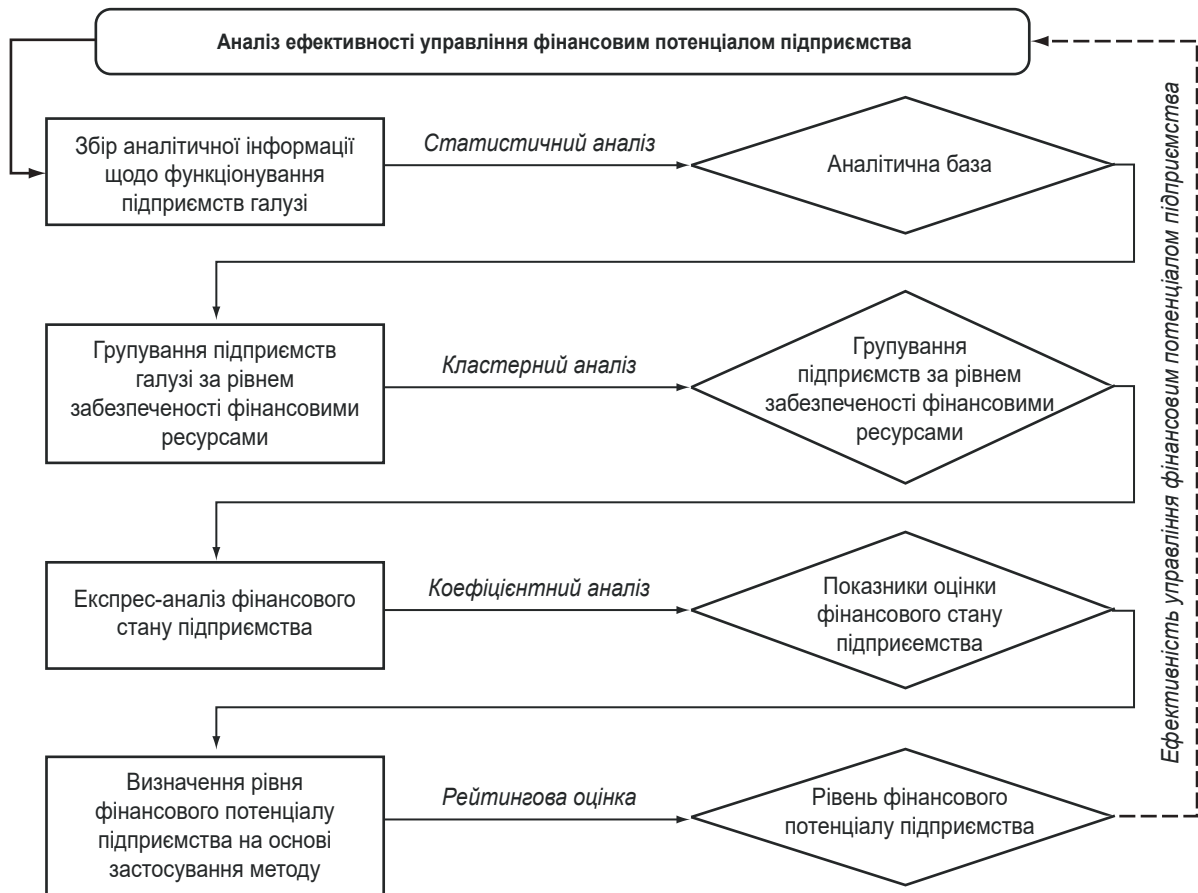 Аналіз ефективності управління фінансовим потенціалом підприємства
Збір аналітичної інформації
щодо функціонування
підприємств галузі
Статистичний аналіз
Аналітична база
Групування підприємств
галузі за рівнем
забезпеченості фінансовими
ресурсами
Кластерний аналіз
Групування
підприємств за рівнем
забезпеченості фінансовими
ресурсами
Експрес-аналіз фінансового
стану підприємства
Коефіцієнтний аналіз
Показники оцінки
фінансового стану
підприєемства
Визначення рівня
фінансового потенціалу
підприємства на основі
застосування методу
Рейтингова оцінка
Рівень фінансового
потенціалу підприємства
Ефективність управління фінансовим потенціалом підприємства